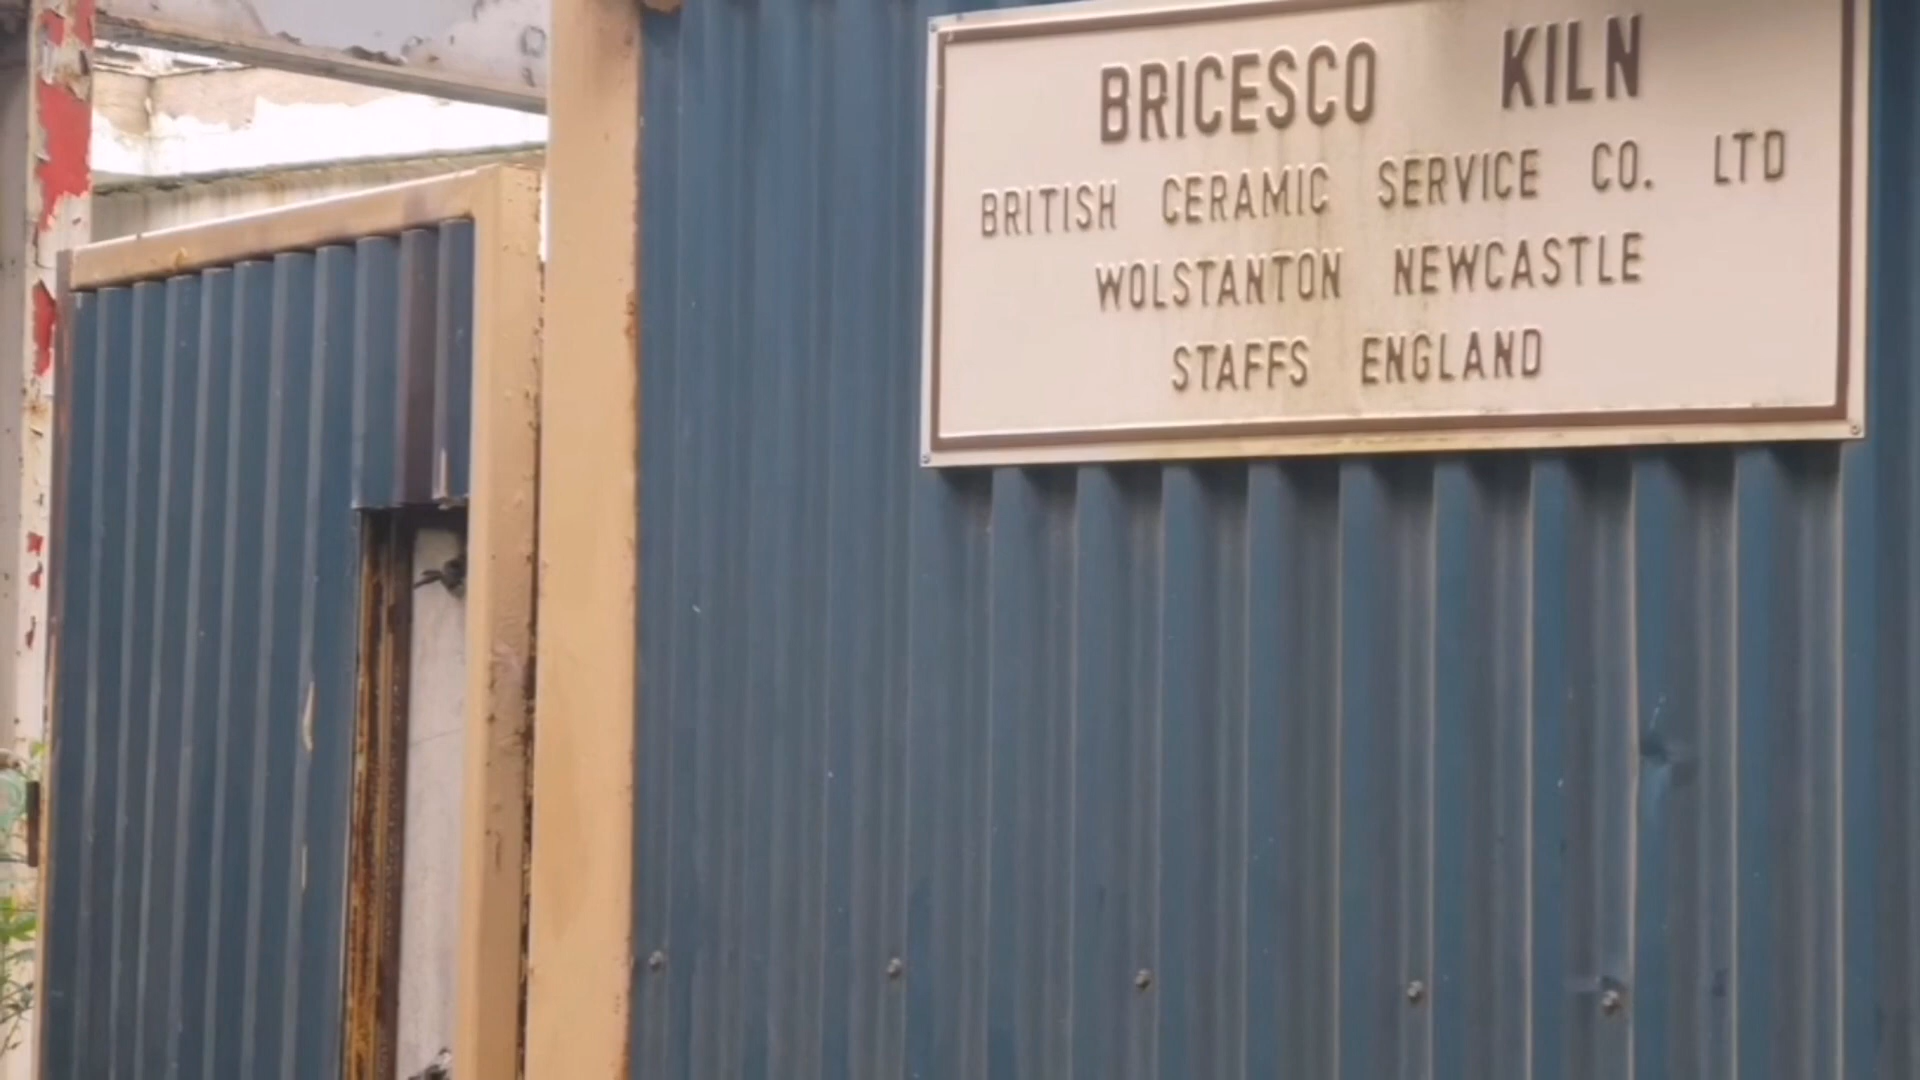 BRICESCO KILN
BRITISH CERAMIC SERVICE CO. LTD
WOLSTANTON NEWCASTLE
STAFFS ENGLAND